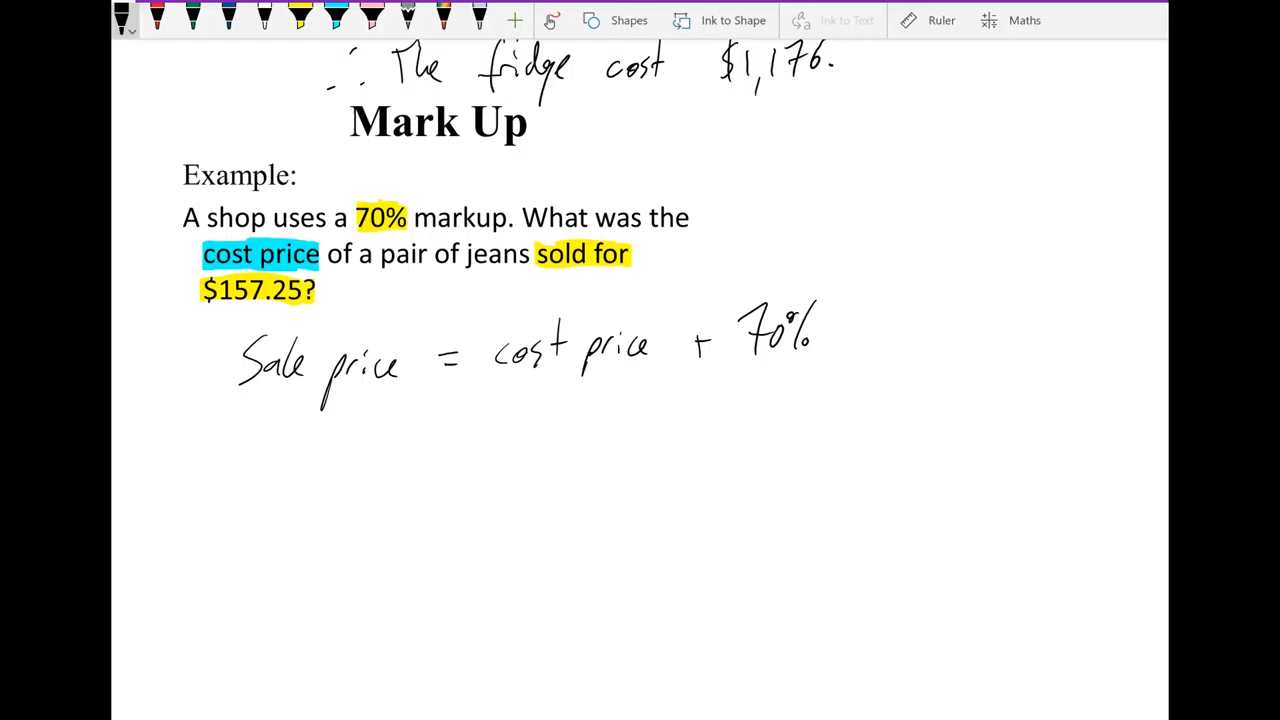 Shapes Ink to Shape Ink to Text Ruler Maths
∴ The fridge cost $1,176.
Mark Up
Example:
A shop uses a 70% markup. What was the
cost price of a pair of jeans sold for
$157.25?
Sale price = cost price + 70%